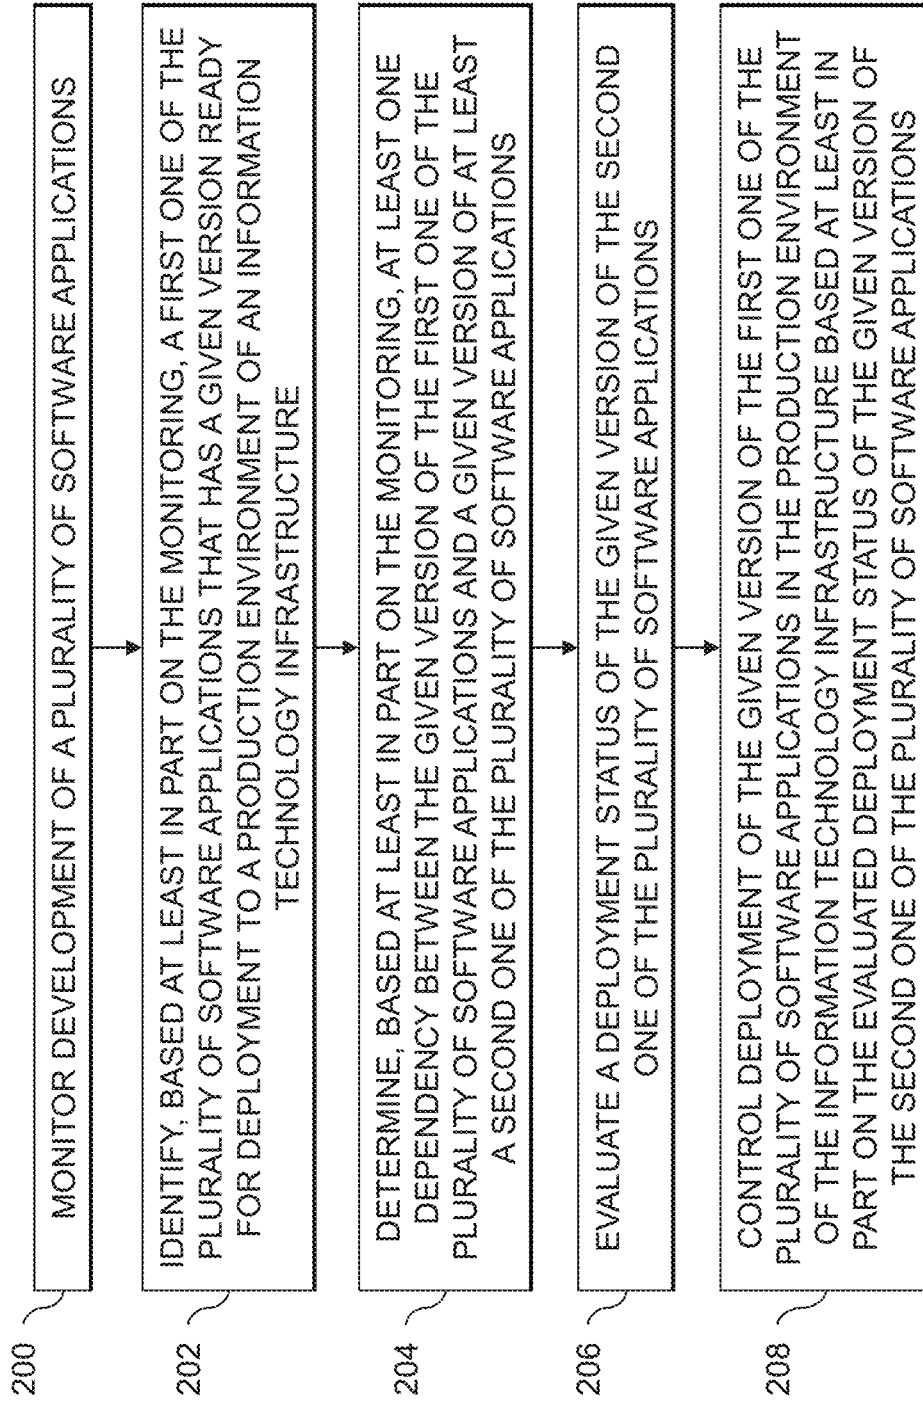 200
MONITOR DEVELOPMENT OF A PLURALITY OF SOFTWARE APPLICATIONS
202
IDENTIFY, BASED AT LEAST IN PART ON THE MONITORING, A FIRST ONE OF THE
PLURALITY OF SOFTWARE APPLICATIONS THAT HAS A GIVEN VERSION READY
FOR DEPLOYMENT TO A PRODUCTION ENVIRONMENT OF AN INFORMATION
TECHNOLOGY INFRASTRUCTURE
204
DETERMINE, BASED AT LEAST IN PART ON THE MONITORING, AT LEAST ONE
DEPENDENCY BETWEEN THE GIVEN VERSION OF THE FIRST ONE OF THE
PLURALITY OF SOFTWARE APPLICATIONS AND A GIVEN VERSION OF AT LEAST
A SECOND ONE OF THE PLURALITY OF SOFTWARE APPLICATIONS
206
EVALUATE A DEPLOYMENT STATUS OF THE GIVEN VERSION OF THE SECOND
ONE OF THE PLURALITY OF SOFTWARE APPLICATIONS
208
CONTROL DEPLOYMENT OF THE GIVEN VERSION OF THE FIRST ONE OF THE
PLURALITY OF SOFTWARE APPLICATIONS IN THE PRODUCTION ENVIRONMENT
OF THE INFORMATION TECHNOLOGY INFRASTRUCTURE BASED AT LEAST IN
PART ON THE EVALUATED DEPLOYMENT STATUS OF THE GIVEN VERSION OF
THE SECOND ONE OF THE PLURALITY OF SOFTWARE APPLICATIONS